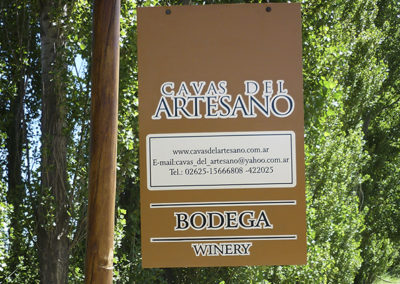 CAVAS DEL
ARTESANO
www.cavasdelartesano.com.ar
E-mail:cavas_del_artesano@yahoo.com.ar
Tel.: 02625-15666808 -422025
BODEGA
WINERY